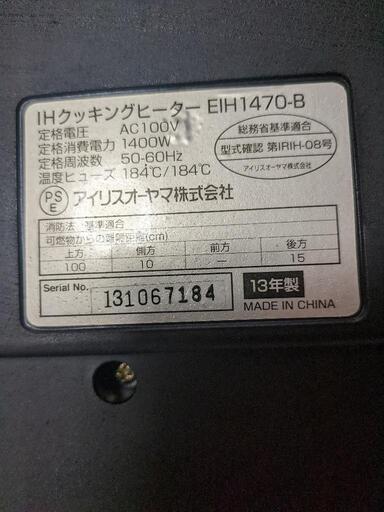 IHクッキングヒーター EIH1470-B
定格電圧 AC100V
定格消費電力 1400W
定格周波数 50-60Hz
温度ヒューズ 184℃/184℃
総務省基準適合
型式確認 第IRIH-08号
アイリスオーヤマ株式会社
PS
E
アイリスオーヤマ株式会社
消防法 基準適合
可燃物からの離隔距離(cm)
上方 側方 前方 後方
100 10 — 15
Serial No. 131067184
13年製
MADE IN CHINA